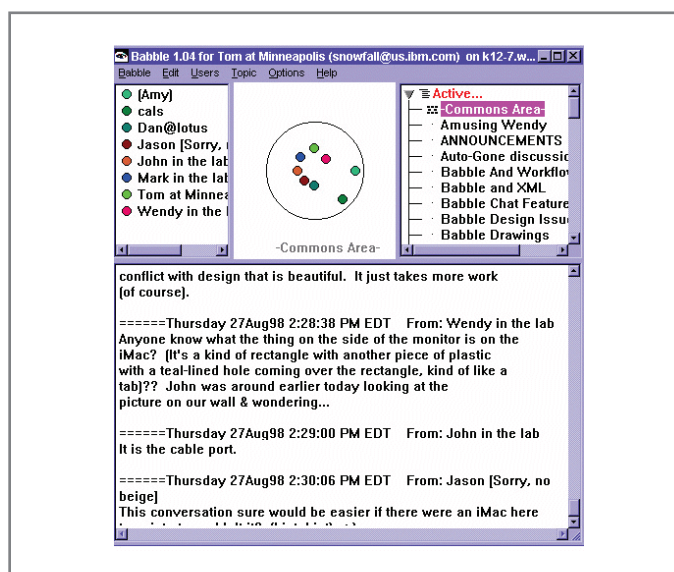 Babble 1.04 for Tom at Minneapolis (snowfall@us.ibm.com) on k12-7.w...
Babble Edit Users Topic Options Help
(Amy)
cals
Dan@lotus
Jason [Sorry, 
John in the lab
Mark in the lab
Tom at Minnea
Wendy in the l
-Commons Area-
Active...
-Commons Area-
Amusing Wendy
ANNOUNCEMENTS
Auto-Gone discussic
Babble And Workflo
Babble and XML
Babble Chat Feature
Babble Design Issu
Babble Drawings
conflict with design that is beautiful. It just takes more work
(of course).
======Thursday 27Aug98 2:28:38 PM EDT From: Wendy in the lab
Anyone know what the thing on the side of the monitor is on the
iMac? (It's a kind of rectangle with another piece of plastic
with a teal-lined hole coming over the rectangle, kind of like a
tab)?? John was around earlier today looking at the
picture on our wall & wondering...
======Thursday 27Aug98 2:29:00 PM EDT From: John in the lab
It is the cable port.
======Thursday 27Aug98 2:30:06 PM EDT From: Jason [Sorry, no
beige]
This conversation sure would be easier if there were an iMac here